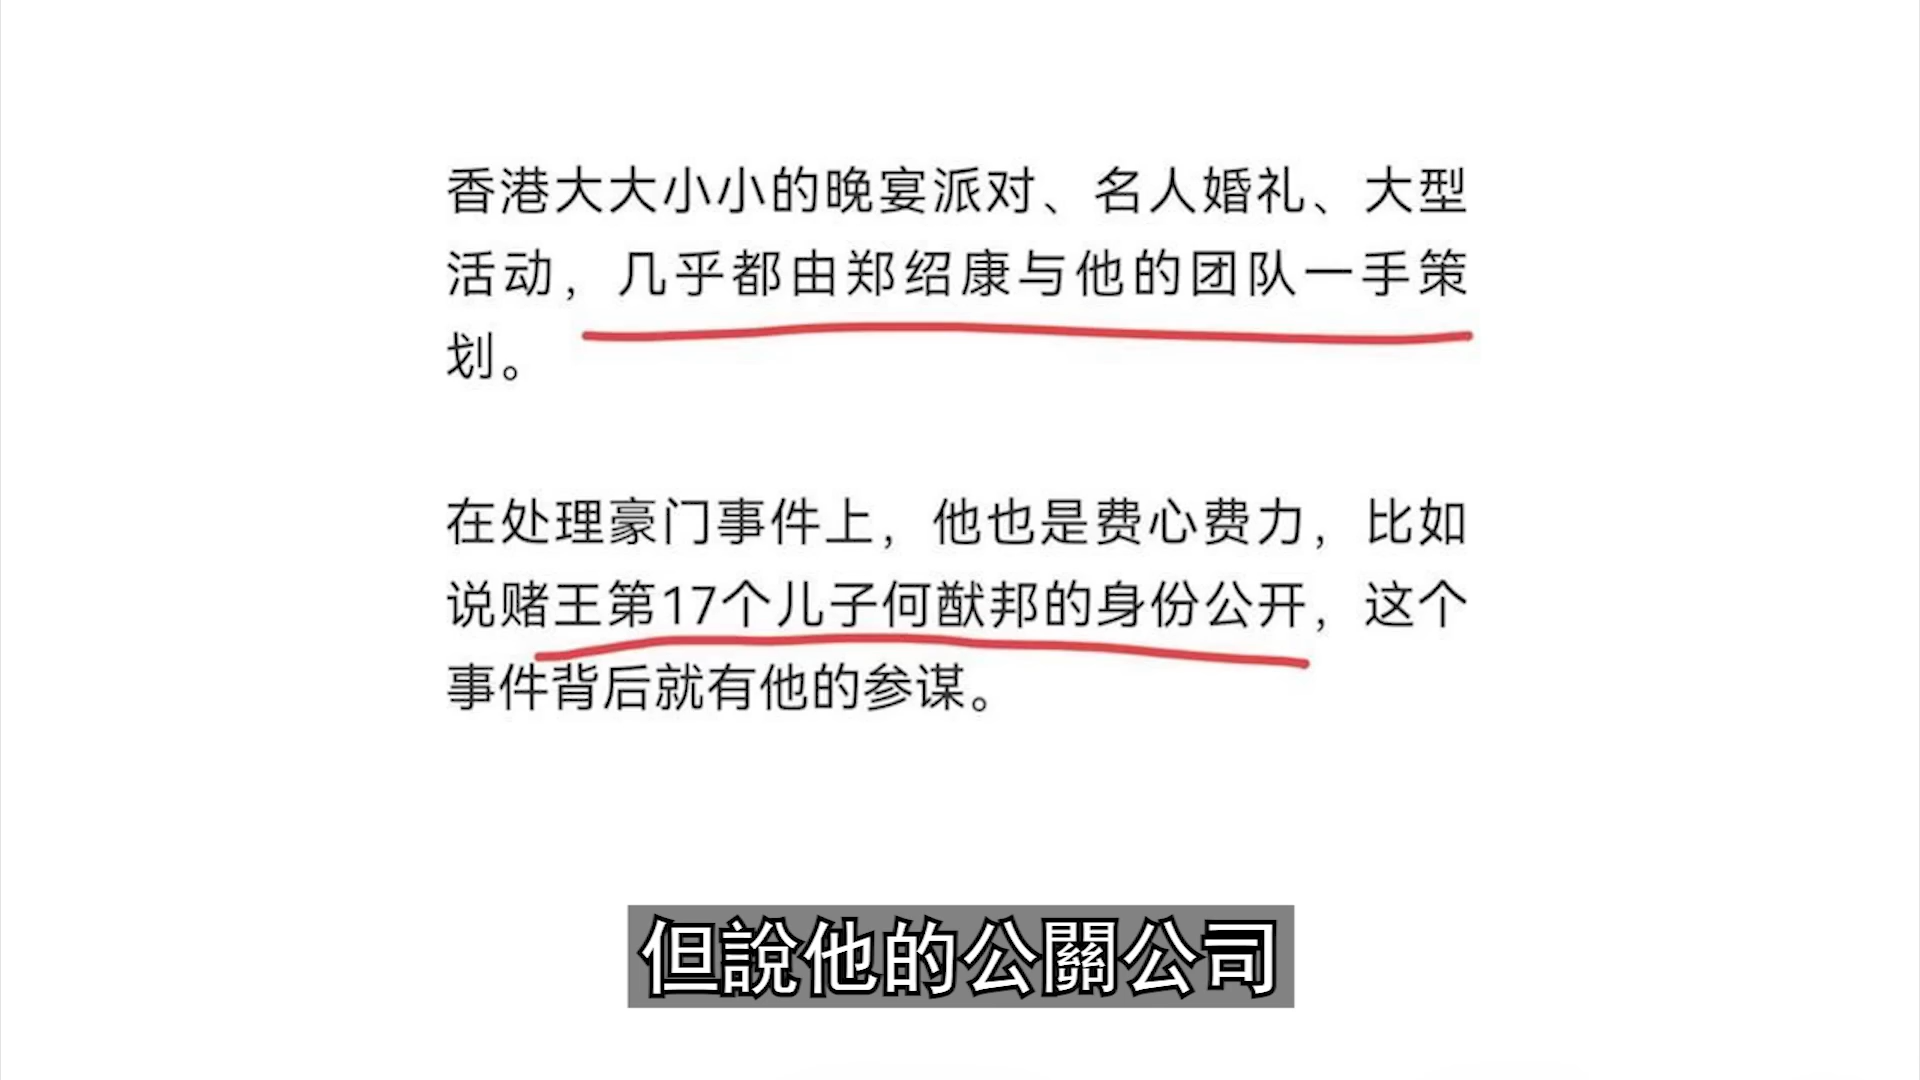 香港大大小小的晚宴派对、名人婚礼、大型
活动，几乎都由郑绍康与他的团队一手策
划。
在处理豪门事件上，他也是费心费力，比如
说赌王第17个儿子何猷邦的身份公开，这个
事件背后就有他的参谋。
但說他的公關公司